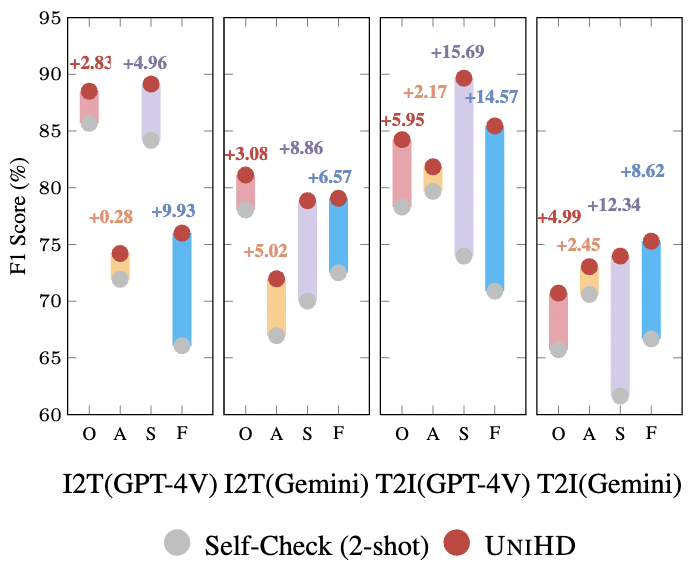 F1 Score (%)
95
90
85
80
75
70
65
60
+2.83
+4.96
+0.28
+9.93
O A S F
I2T(GPT-4V)
+3.08
+8.86
+6.57
+5.02
O A S F
I2T(Gemini)
+15.69
+2.17
+14.57
+5.95
O A S F
T2I(GPT-4V)
+8.62
+12.34
+4.99
+2.45
O A S F
T2I(Gemini)
Self-Check (2-shot)
UNIHD